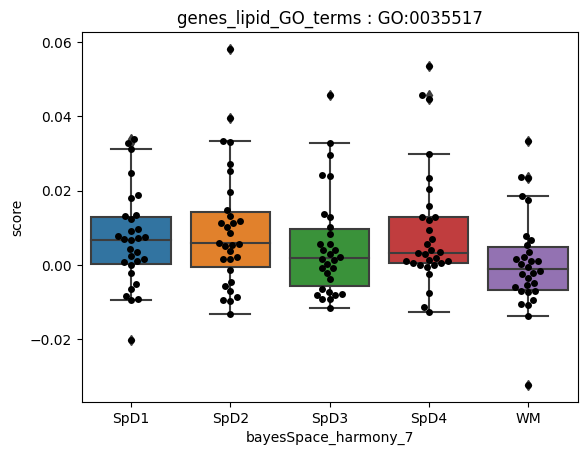 genes_lipid_GO_terms : GO:0035517
0.06
0.04
0.02
0.00
−0.02
score
SpD1 SpD2 SpD3 SpD4 WM
bayesSpace_harmony_7